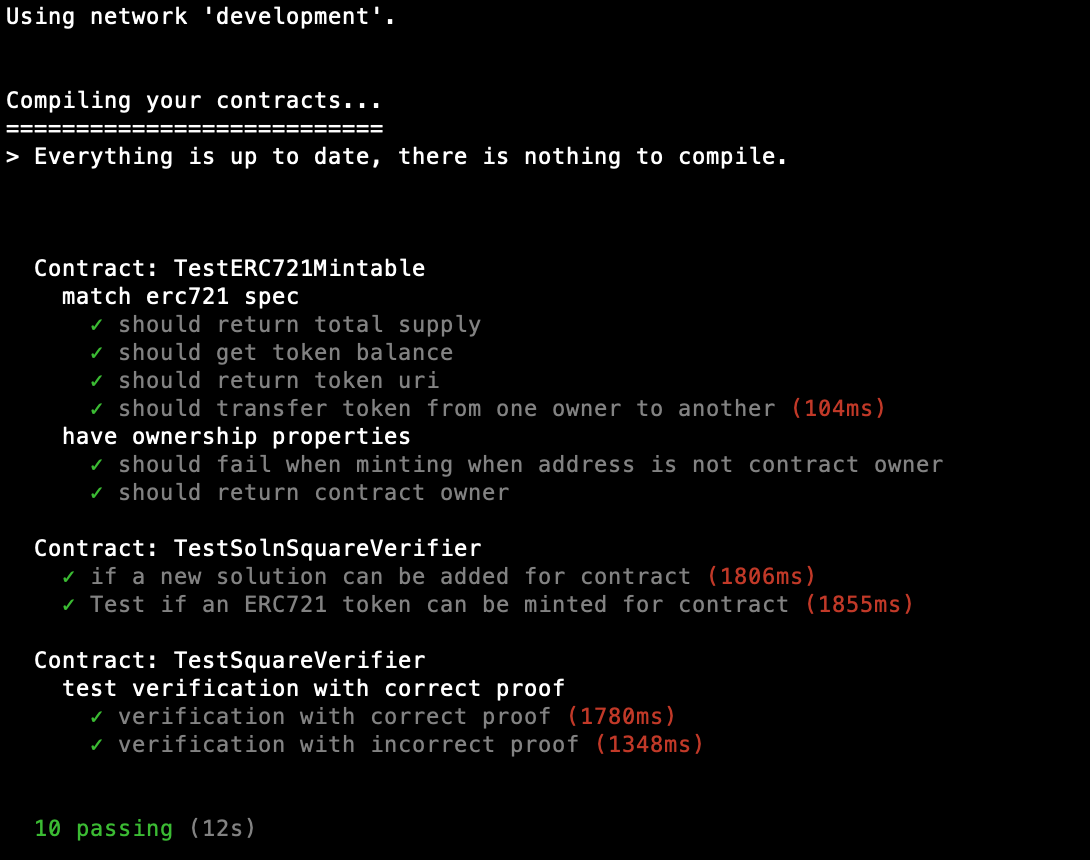 Using network 'development'.
Compiling your contracts...
===========================
> Everything is up to date, there is nothing to compile.
Contract: TestERC721Mintable
match erc721 spec
✓ should return total supply
✓ should get token balance
✓ should return token uri
✓ should transfer token from one owner to another (104ms)
have ownership properties
✓ should fail when minting when address is not contract owner
✓ should return contract owner
Contract: TestSolnSquareVerifier
✓ if a new solution can be added for contract (1806ms)
✓ Test if an ERC721 token can be minted for contract (1855ms)
Contract: TestSquareVerifier
test verification with correct proof
✓ verification with correct proof (1780ms)
✓ verification with incorrect proof (1348ms)
10 passing (12s)